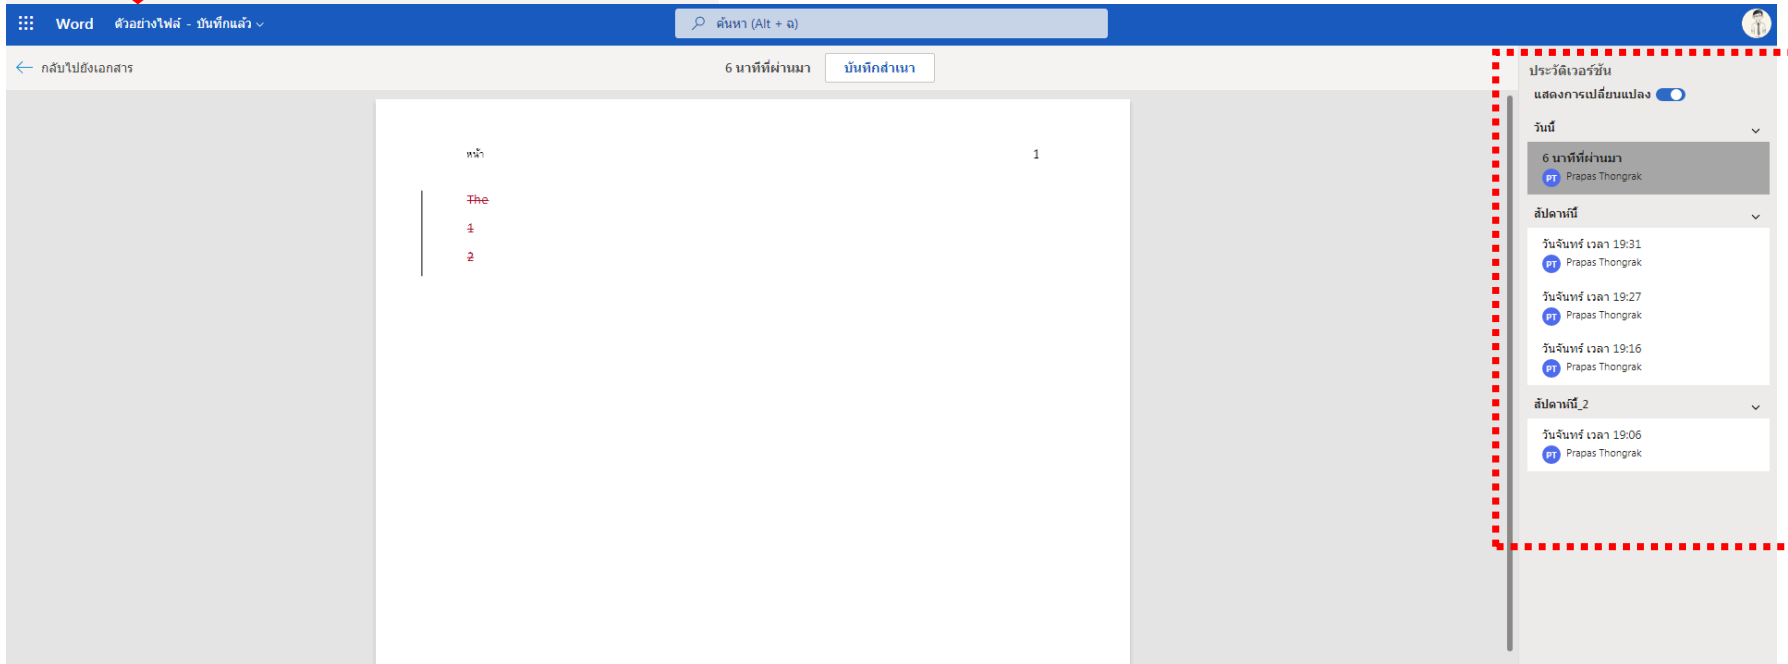 Word ตัวอย่างไฟล์ - บันทึกแล้ว
ค้นหา (Alt + ฉ)
กลับไปยังเอกสาร
6 นาทีที่ผ่านมา บันทึกสำเนา
หน้า 1
The
1
2
ประวัติเวอร์ชัน
แสดงการเปลี่ยนแปลง
วันนี้
6 นาทีที่ผ่านมา
PT Prapas Thongrak
สัปดาห์นี้
วันจันทร์ เวลา 19:31
PT Prapas Thongrak
วันจันทร์ เวลา 19:27
PT Prapas Thongrak
วันจันทร์ เวลา 19:16
PT Prapas Thongrak
สัปดาห์นี้_2
วันจันทร์ เวลา 19:06
PT Prapas Thongrak